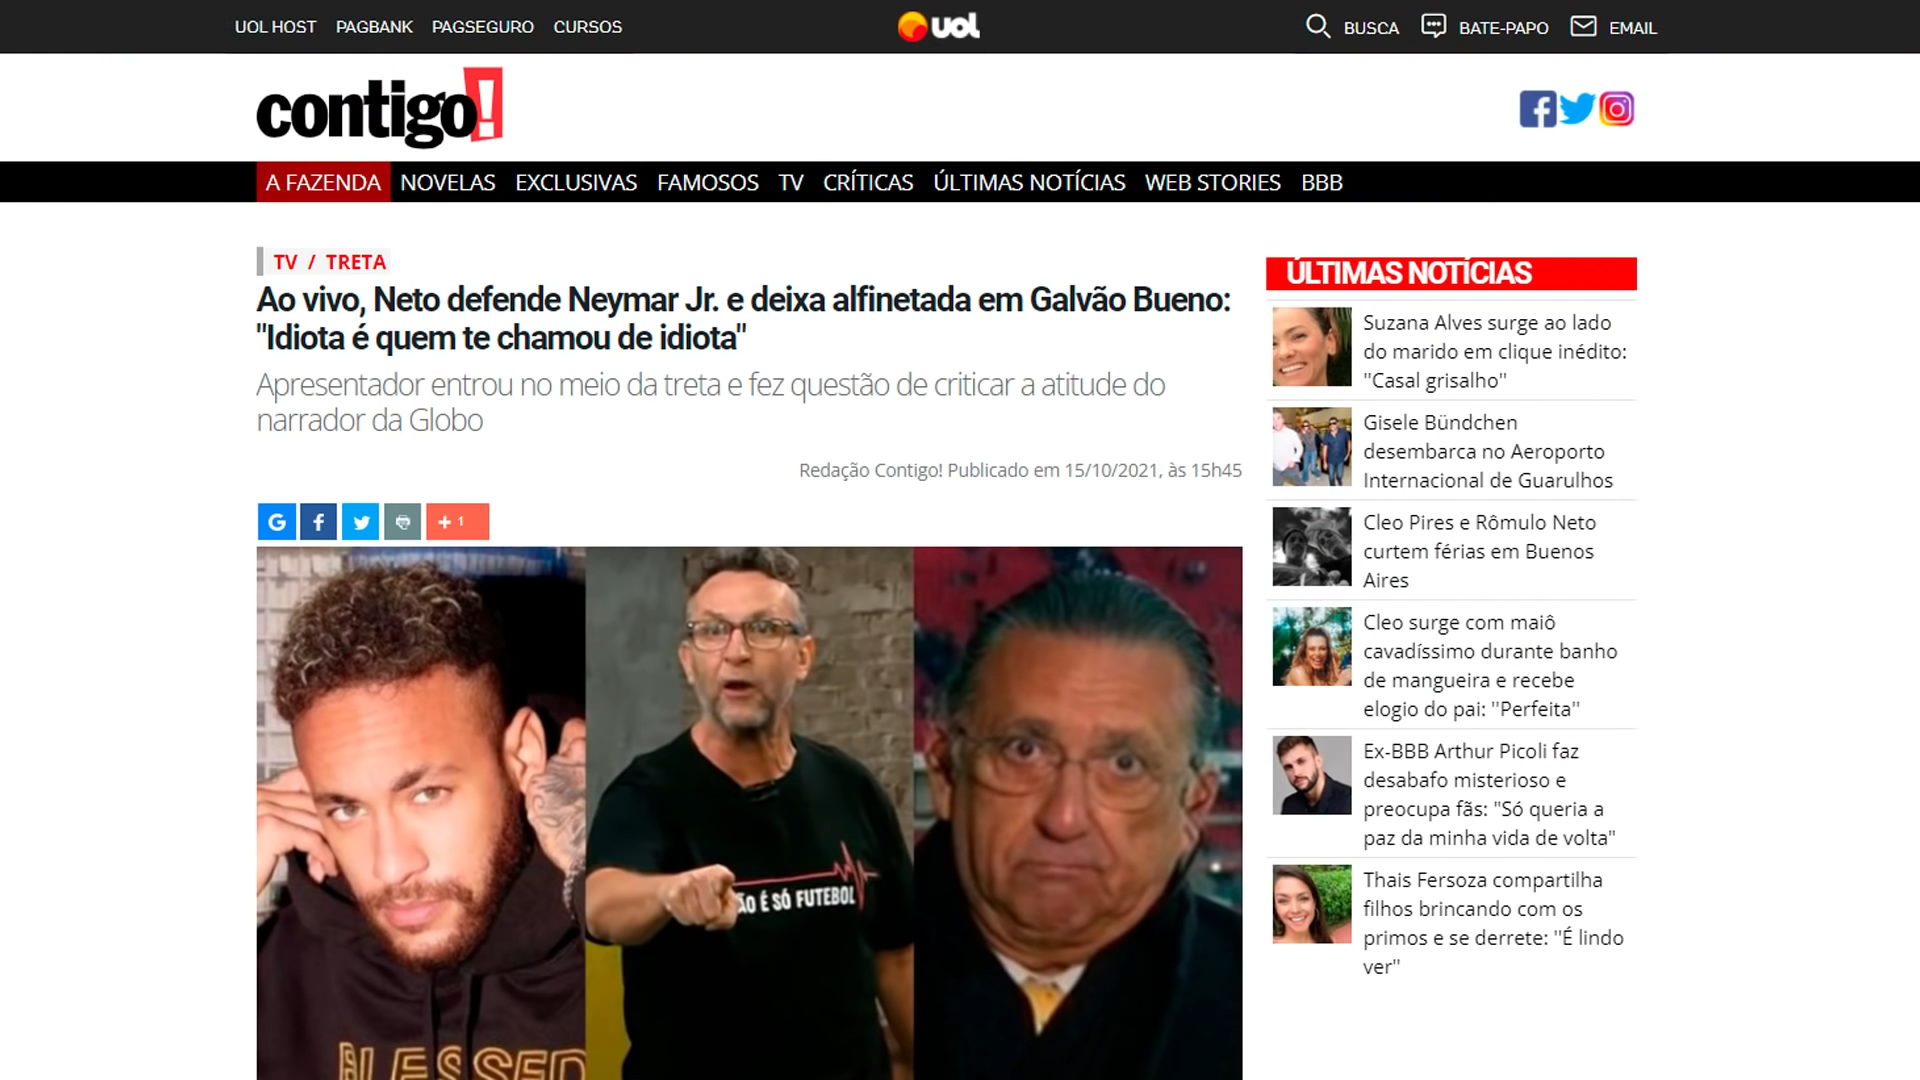 UOL HOST PAGBANK PAGSEGURO CURSOS
UOL
BUSCA BATE-PAPO EMAIL
contigo!
A FAZENDA NOVELAS EXCLUSIVAS FAMOSOS TV CRÍTICAS ÚLTIMAS NOTÍCIAS WEB STORIES BBB
TV / TRETA
Ao vivo, Neto defende Neymar Jr. e deixa alfinetada em Galvão Bueno:
"Idiota é quem te chamou de idiota"
Apresentador entrou no meio da treta e fez questão de criticar a atitude do
narrador da Globo
Redação Contigo! Publicado em 15/10/2021, às 15h45
G f + 1
BLESSED
ÃO É SÓ FUTEBOL
ÚLTIMAS NOTÍCIAS
Suzana Alves surge ao lado
do marido em clique inédito:
"Casal grisalho"
Gisele Bündchen
desembarca no Aeroporto
Internacional de Guarulhos
Cleo Pires e Rômulo Neto
curtem férias em Buenos
Aires
Cleo surge com maiô
cavadíssimo durante banho
de mangueira e recebe
elogio do pai: "Perfeita"
Ex-BBB Arthur Picoli faz
desabafo misterioso e
preocupa fãs: "Só queria a
paz da minha vida de volta"
Thais Fersoza compartilha
filhos brincando com os
primos e se derrete: "É lindo
ver"